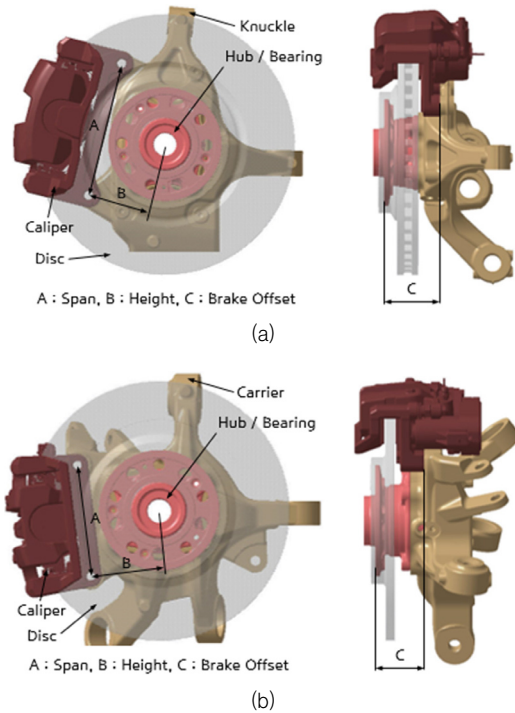 Knuckle
Hub / Bearing
A
B
Caliper
Disc
C
A : Span, B : Height, C : Brake Offset
(a)
Carrier
Hub / Bearing
A
B
Caliper
Disc
C
A : Span, B : Height, C : Brake Offset
(b)